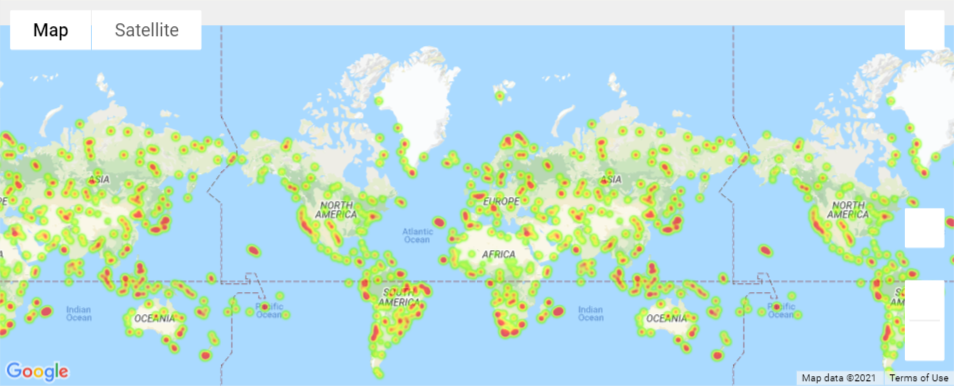 Map Satellite
ASIA
ASIA
E
NORTH
AMERICA
EUROPE
NORTH
AMERICA
Atlantic
Ocean
A
AFRICA
SOUTH
AMERICA
Indian
Ocean
OCEANIA
Pacific
Ocean
Indian
Ocean
OCEANIA
Pacific
Ocean
Google
Map data ©2021 Terms of Use